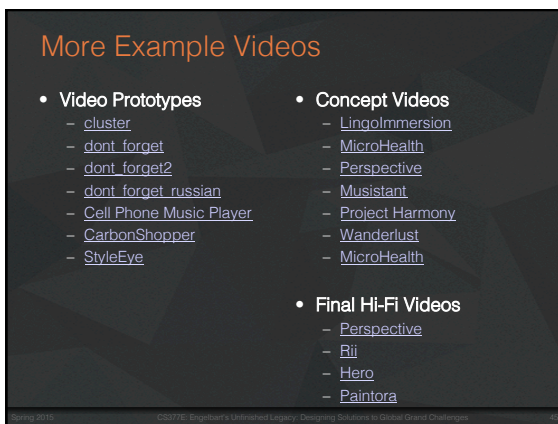 More Example Videos
• Video Prototypes
– cluster
– dont_forget
– dont_forget2
– dont_forget_russian
– Cell Phone Music Player
– CarbonShopper
– StyleEye
• Concept Videos
– LingoImmersion
– MicroHealth
– Perspective
– Musistant
– Project Harmony
– Wanderlust
– MicroHealth
• Final Hi-Fi Videos
– Perspective
– Rii
– Hero
– Paintora
Spring 2015
CS377E: Engelbart's Unfinished Legacy: Designing Solutions to Global Grand Challenges
45